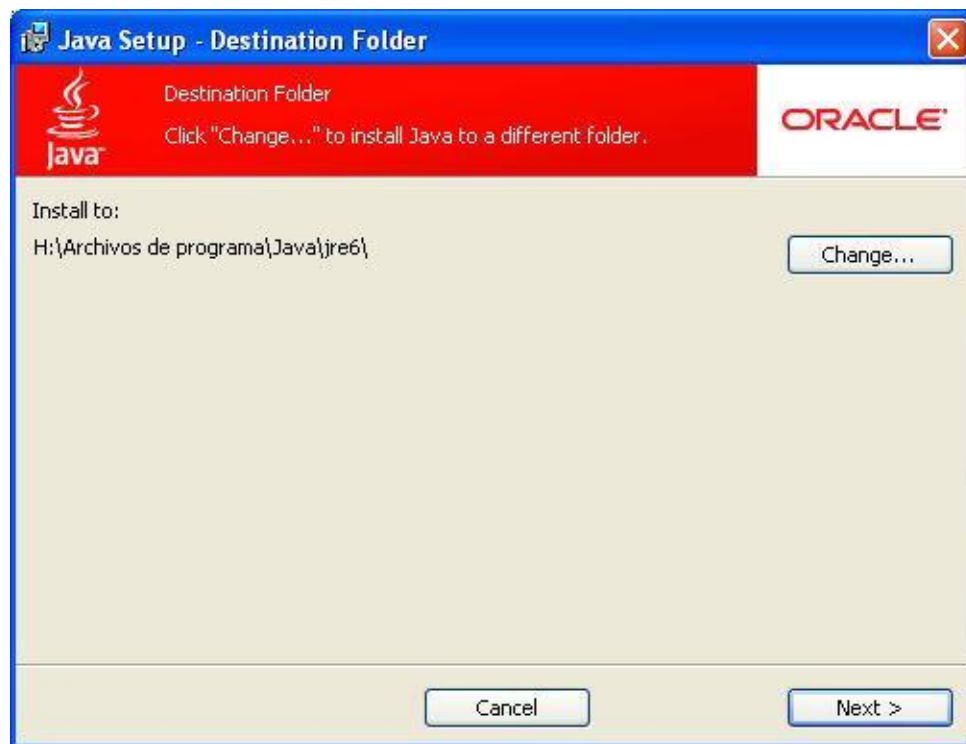 Java Setup - Destination Folder
Destination Folder
Click "Change..." to install Java to a different folder.
Java
ORACLE
Install to:
H:\Archivos de programa\Java\jre6\
Change...
Cancel
Next >